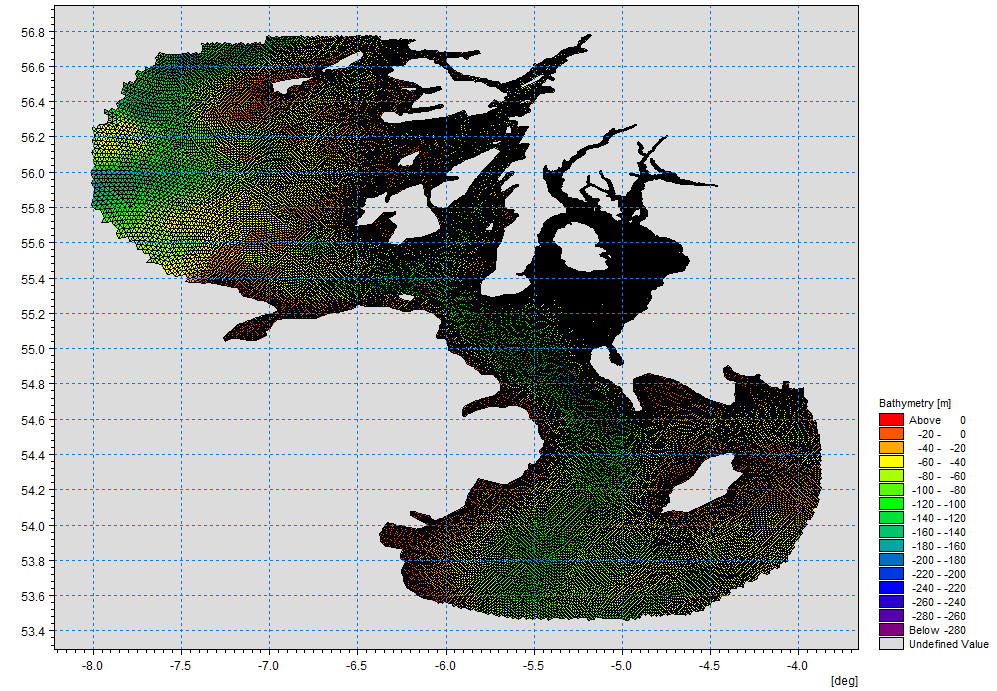 56.8
56.6
56.4
56.2
56.0
55.8
55.6
55.4
55.2
55.0
54.8
54.6
54.4
54.2
54.0
53.8
53.6
53.4
-8.0 -7.5 -7.0 -6.5 -6.0 -5.5 -5.0 -4.5 -4.0
[deg]
Bathymetry [m]
Above 0
-20 - 0
-40 - -20
-60 - -40
-80 - -60
-100 - -80
-120 - -100
-140 - -120
-160 - -140
-180 - -160
-200 - -180
-220 - -200
-240 - -220
-260 - -240
-280 - -260
Below -280
Undefined Value